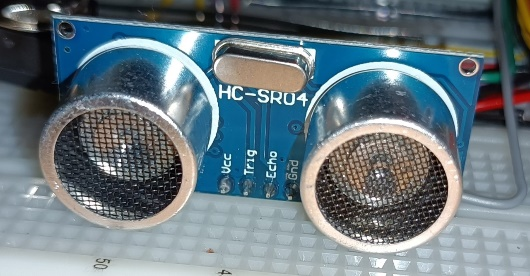 HC-SR04
Vcc
Trig
Echo
Gnd
50